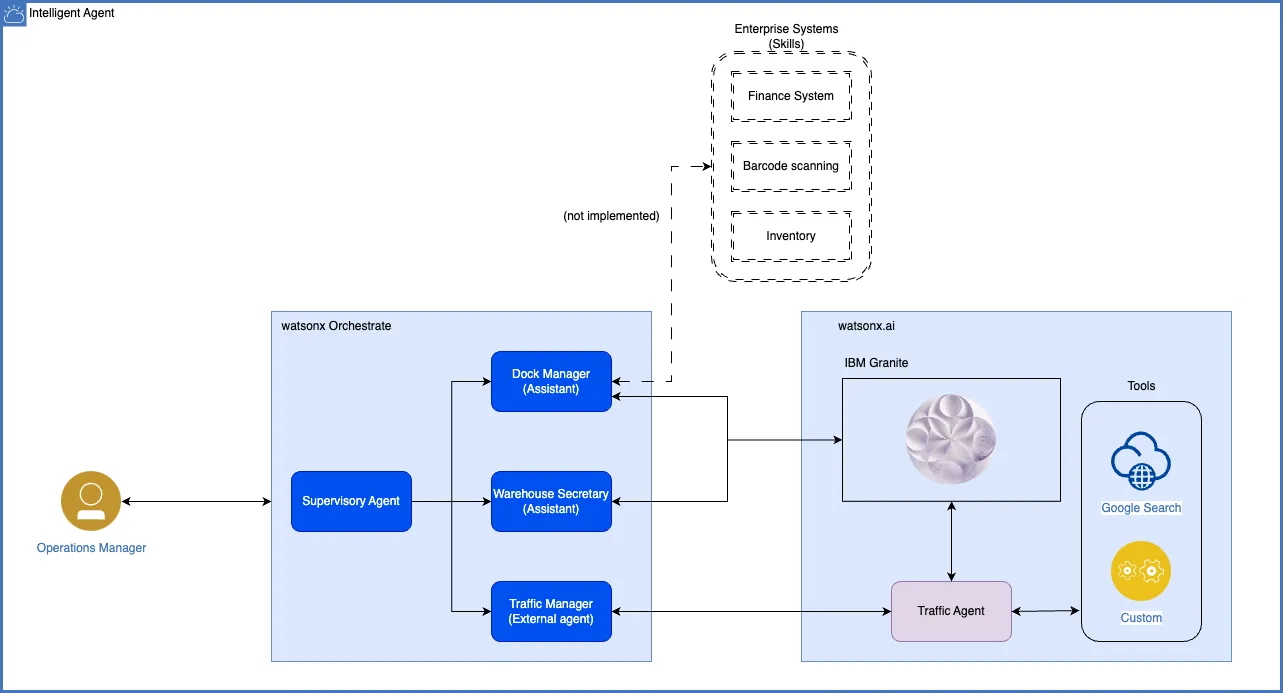 Intelligent Agent
Enterprise Systems
(Skills)
Finance System
Barcode scanning
(not implemented)
Inventory
watsonx Orchestrate
watsonx.ai
IBM Granite
Dock Manager
(Assistant)
Tools
Supervisory Agent
Warehouse Secretary
(Assistant)
Google Search
Operations Manager
Traffic Manager
(External agent)
Traffic Agent
Custom